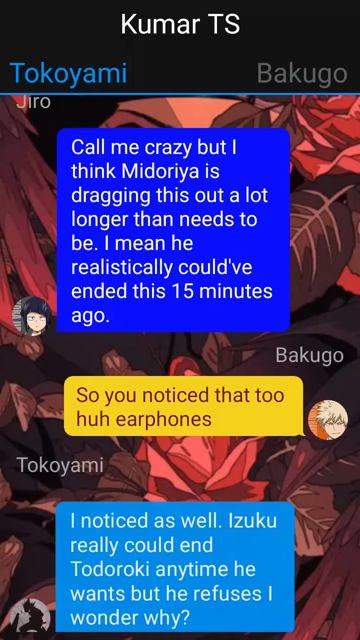 Kumar TS
Tokoyami
Bakugo
Jiro
Call me crazy but I
think Midoriya is
dragging this out a lot
longer than needs to
be. I mean he
realistically could've
ended this 15 minutes
ago.
Bakugo
So you noticed that too
huh earphones
Tokoyami
I noticed as well. Izuku
really could end
Todoroki anytime he
wants but he refuses I
wonder why?